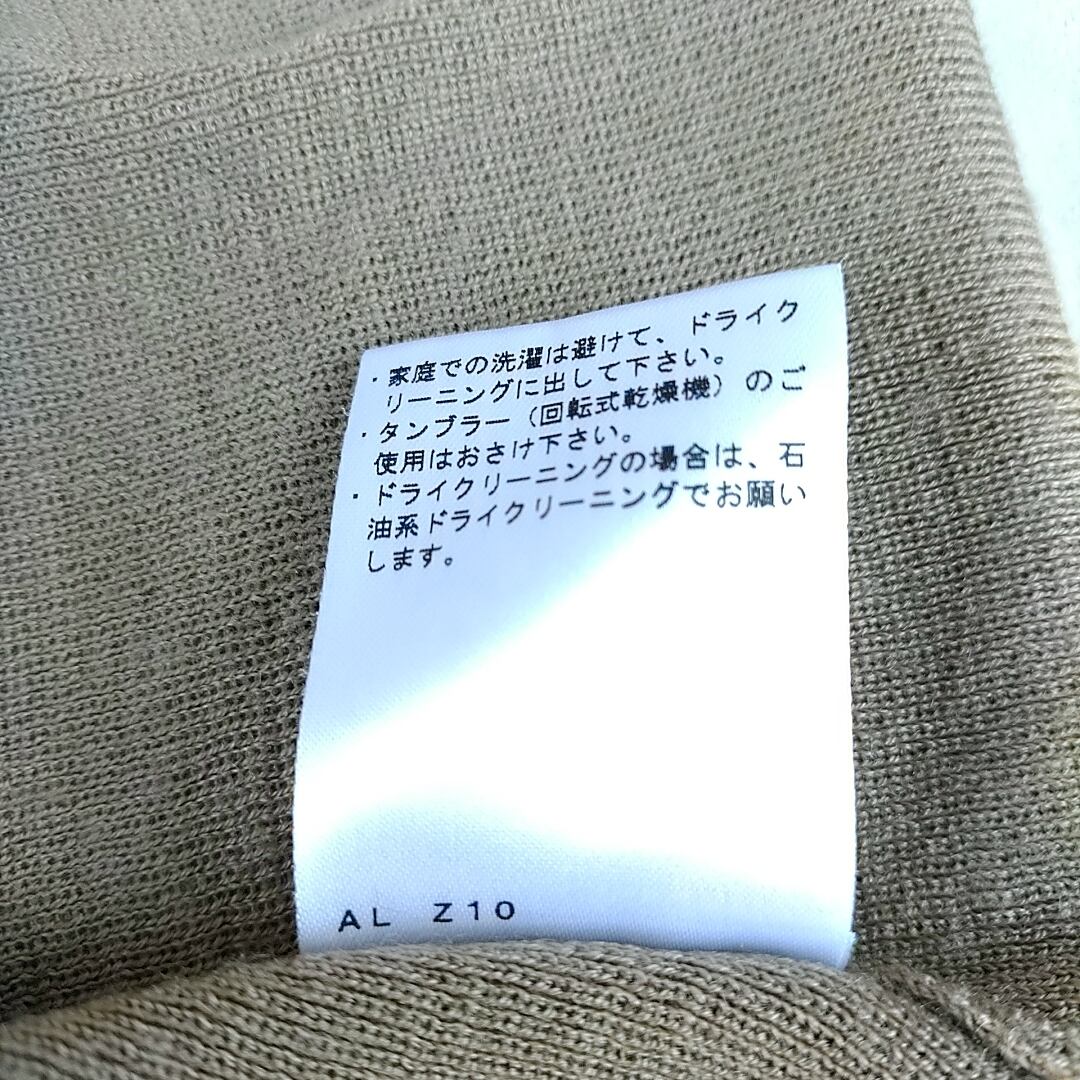 ・家庭での洗濯は避けて、ドライク
リーニングに出して下さい。
・タンブラー（回転式乾燥機）のご
使用はおさけ下さい。
・ドライクリーニングの場合は、石
油系ドライクリーニングでお願い
します。
AL Z10